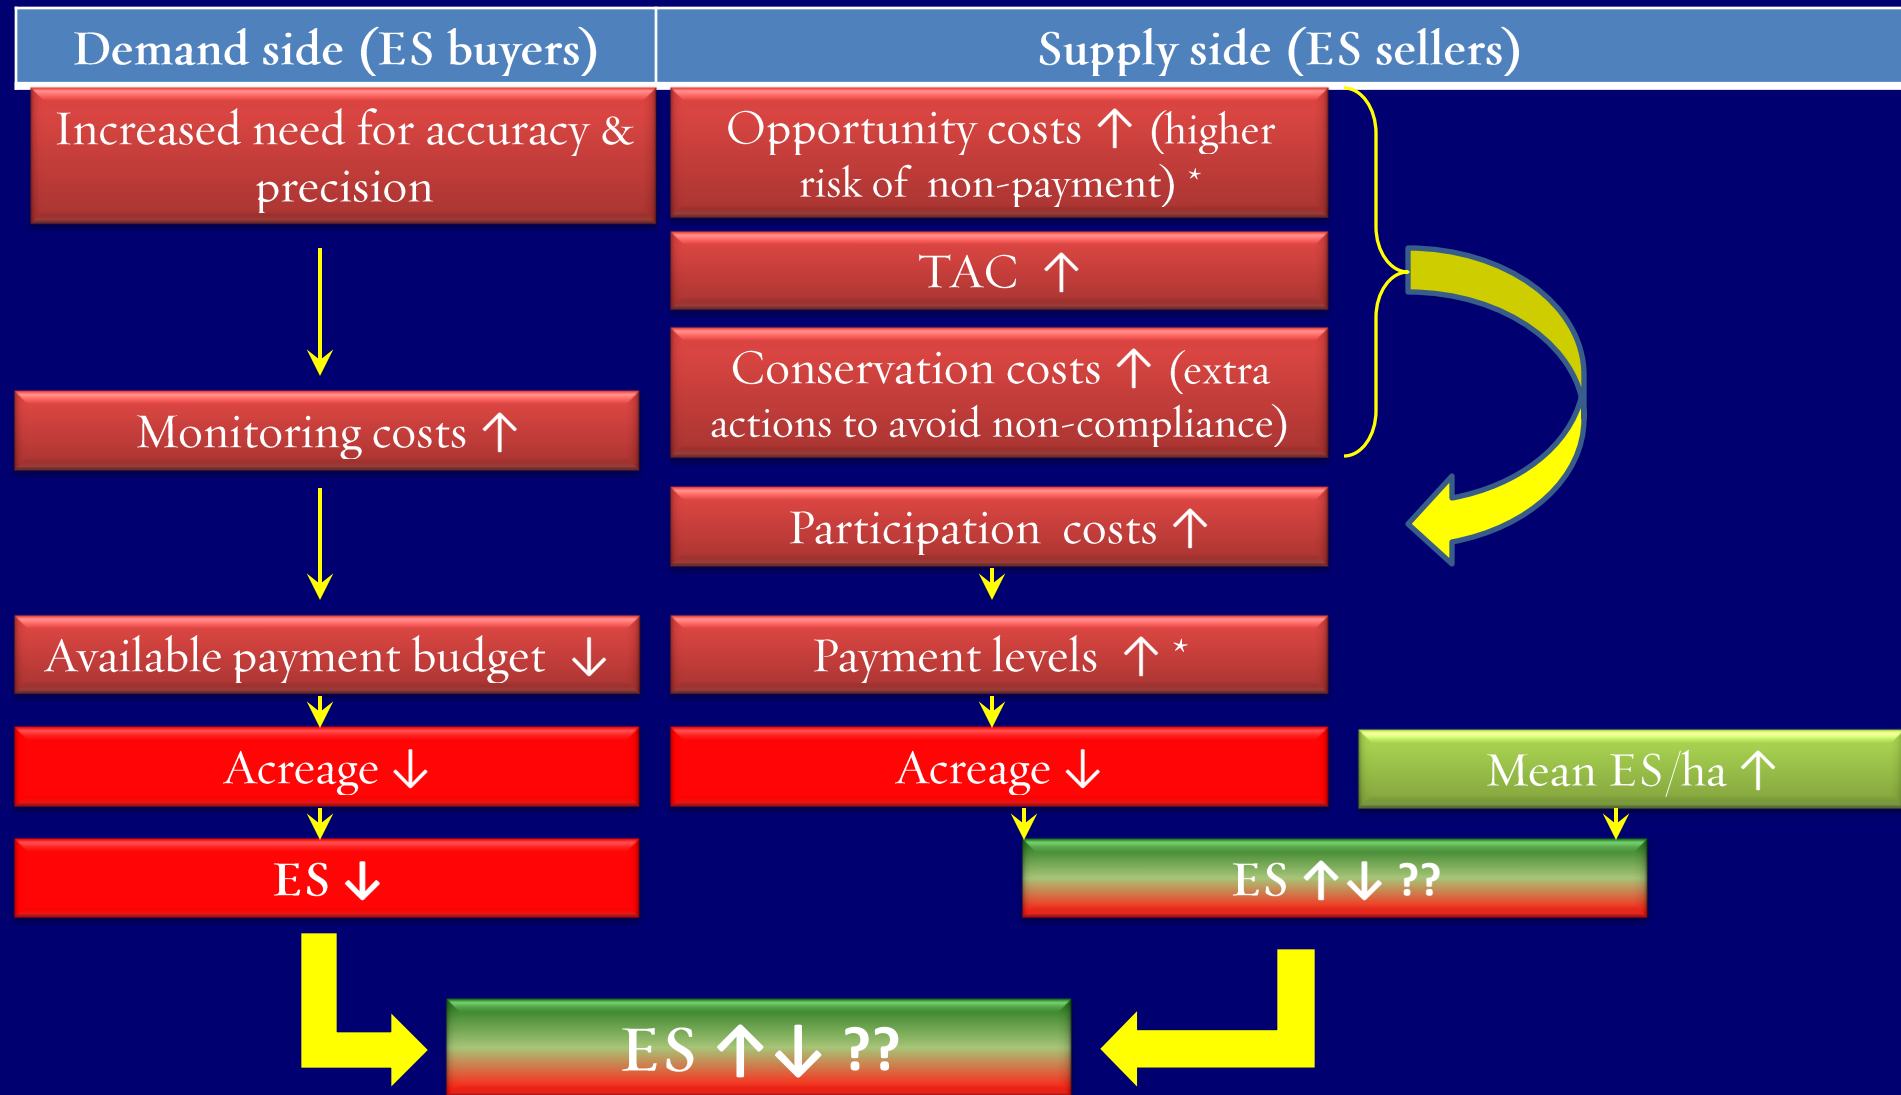 Demand side (ES buyers)
Supply side (ES sellers)
Increased need for accuracy &
precision
Monitoring costs ↑
Available payment budget ↓
Acreage ↓
ES ↓
Opportunity costs ↑ (higher
risk of non-payment) *
TAC ↑
Conservation costs ↑ (extra
actions to avoid non-compliance)
Participation costs ↑
Payment levels ↑ *
Acreage ↓
Mean ES/ha ↑
ES ↑↓ ??
ES ↑↓ ??